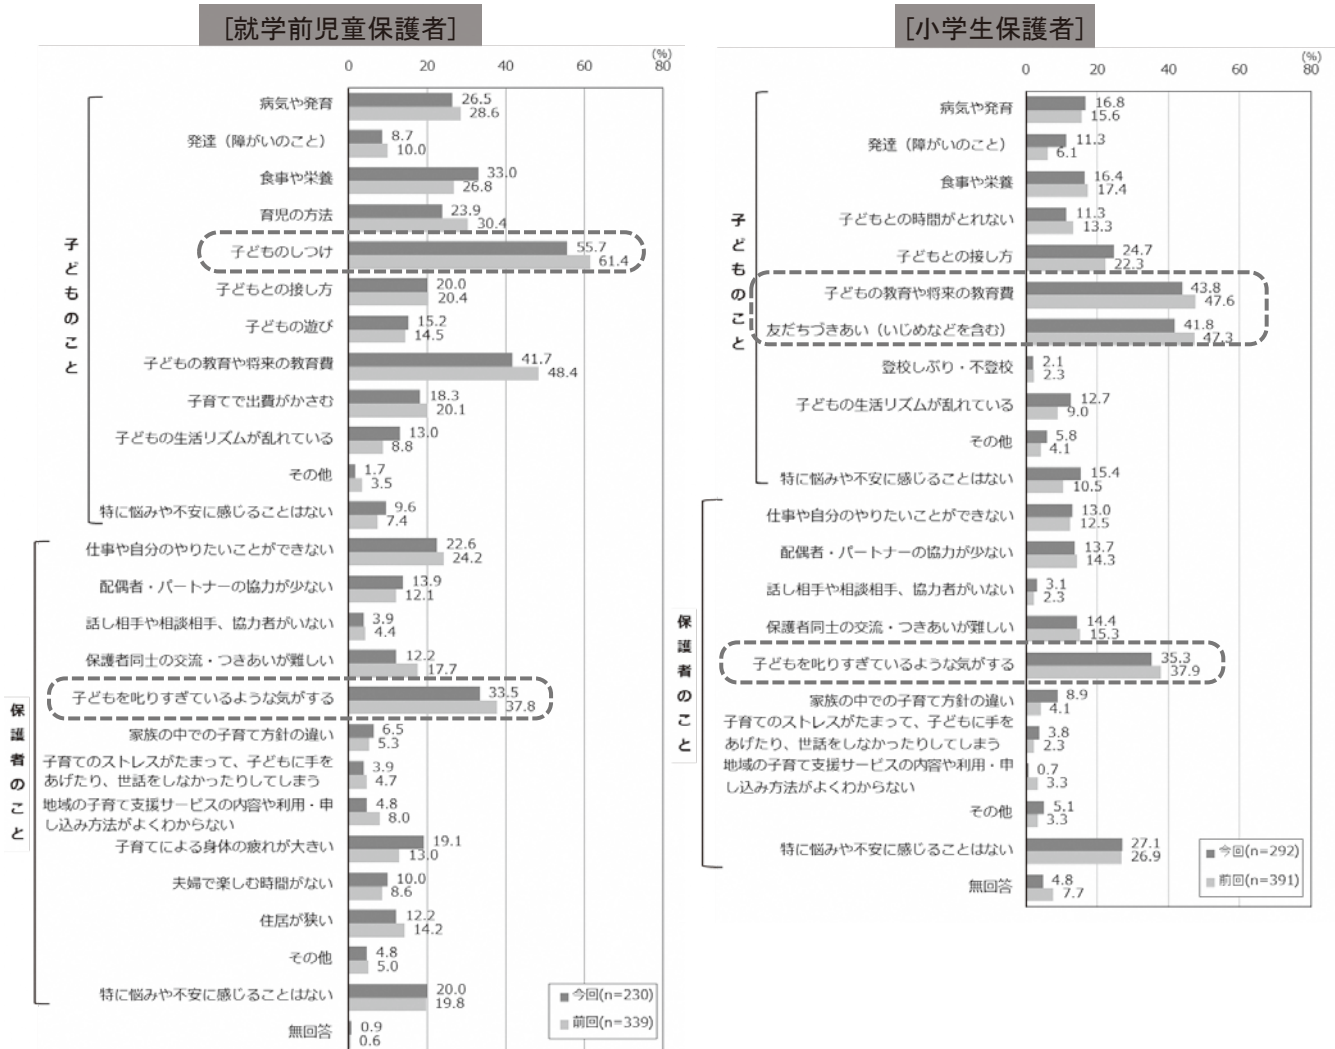 [就学前児童保護者]
(%)
0 20 40 60 80
子どものこと
病気や発育 26.5 28.6
発達（障がいのこと） 8.7 10.0
食事や栄養 33.0 26.8
育児の方法 23.9 30.4
子どものしつけ 55.7 61.4
子どもとの接し方 20.0 20.4
子どもの遊び 15.2 14.5
子どもの教育や将来の教育費 41.7 48.4
子育てで出費がかさむ 18.3 20.1
子どもの生活リズムが乱れている 13.0 8.8
その他 1.7 3.5
特に悩みや不安に感じることはない 9.6 7.4
保護者のこと
仕事や自分のやりたいことができない 22.6 24.2
配偶者・パートナーの協力が少ない 13.9 12.1
話し相手や相談相手、協力者がいない 3.9 4.4
保護者同士の交流・つきあいが難しい 12.2 17.7
子どもを叱りすぎているような気がする 33.5 37.8
家族の中での子育て方針の違い 6.5 5.3
子育てのストレスがたまって、子どもに手を
あげたり、世話をしなかったりしてしまう 3.9 4.7
地域の子育て支援サービスの内容や利用・申
し込み方法がよくわからない 4.8 8.0
子育てによる身体の疲れが大きい 19.1 13.0
夫婦で楽しむ時間がない 10.0 8.6
住居が狭い 12.2 14.2
その他 4.8 5.0
特に悩みや不安に感じることはない 20.0 19.8
無回答 0.9 0.6
今回(n=230)
前回(n=339)
[小学生保護者]
(%)
0 20 40 60 80
子どものこと
病気や発育 16.8 15.6
発達（障がいのこと） 11.3 6.1
食事や栄養 16.4 17.4
子どもとの時間がとれない 11.3 13.3
子どもとの接し方 24.7 22.3
子どもの教育や将来の教育費 43.8 47.6
友だちづきあい（いじめなどを含む） 41.8 47.3
登校しぶり・不登校 2.1 2.3
子どもの生活リズムが乱れている 12.7 9.0
その他 5.8 4.1
特に悩みや不安に感じることはない 15.4 10.5
保護者のこと
仕事や自分のやりたいことができない 13.0 12.5
配偶者・パートナーの協力が少ない 13.7 14.3
話し相手や相談相手、協力者がいない 3.1 2.3
保護者同士の交流・つきあいが難しい 14.4 15.3
子どもを叱りすぎているような気がする 35.3 37.9
家族の中での子育て方針の違い 8.9 4.1
子育てのストレスがたまって、子どもに手を
あげたり、世話をしなかったりしてしまう 3.8 2.3
地域の子育て支援サービスの内容や利用・申
し込み方法がよくわからない 0.7 3.3
その他 5.1 3.3
特に悩みや不安に感じることはない 27.1 26.9
無回答 4.8 7.7
今回(n=292)
前回(n=391)